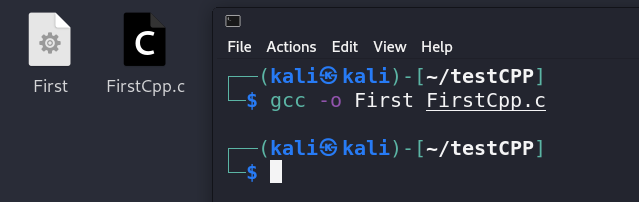 First
FirstCpp.c
File Actions Edit View Help
┌──(kali㉿kali)-[~/testCPP]
└─$ gcc -o First FirstCpp.c
┌──(kali㉿kali)-[~/testCPP]
└─$